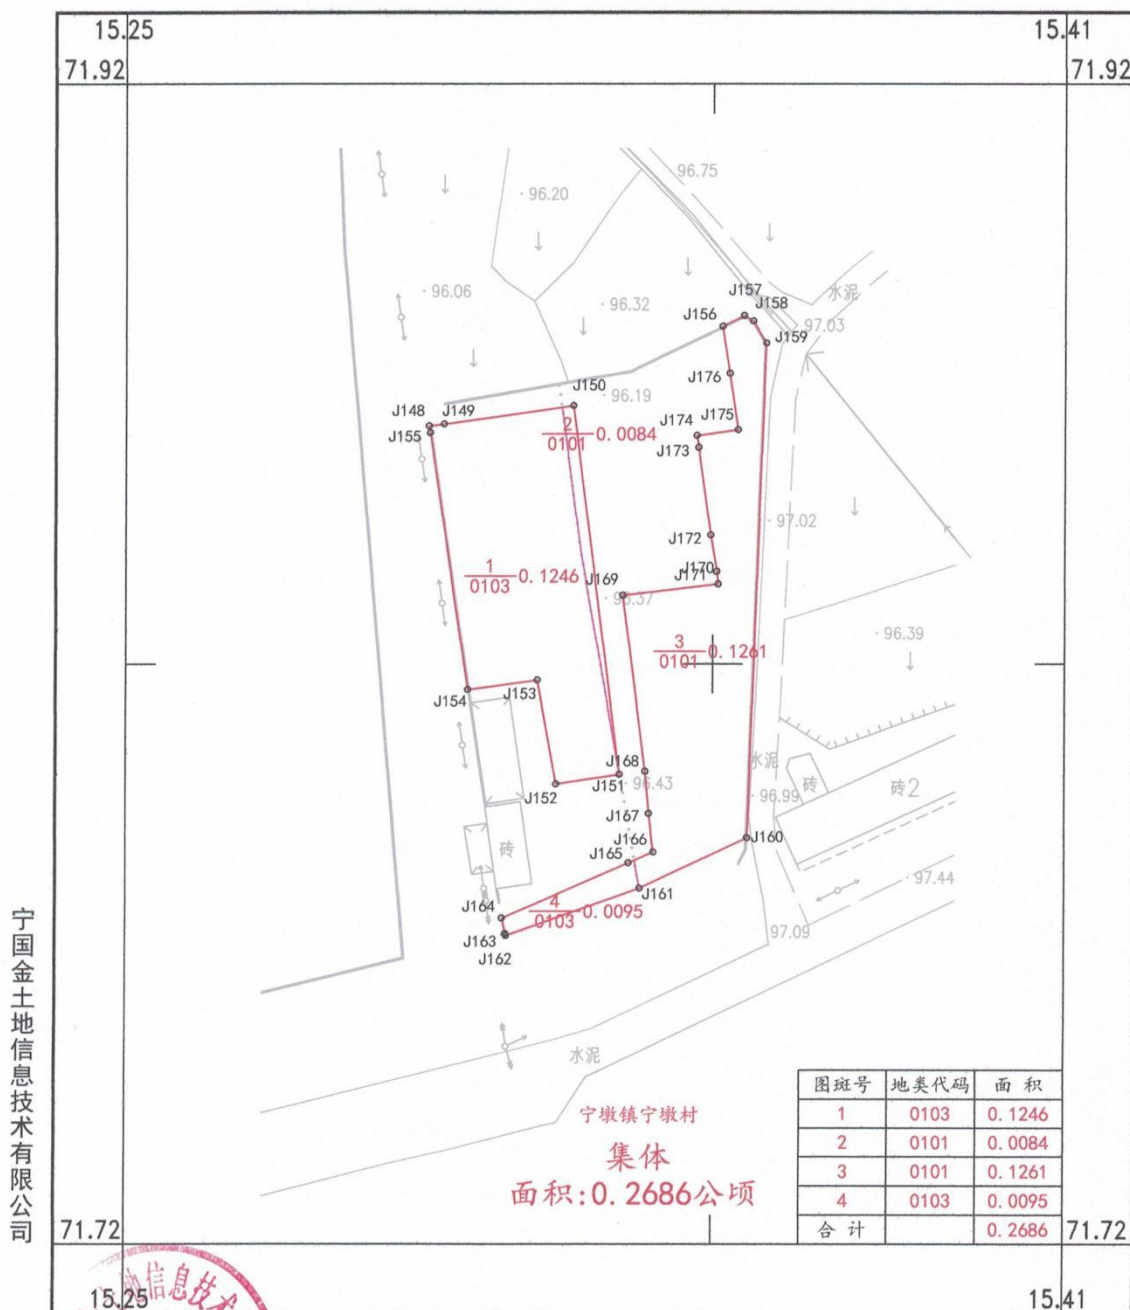 15.25
15.41
71.92
71.92
96.75
96.20
96.06
96.32
水泥
J157
J158
J156
97.03
J159
J176
J150
96.19
J148
J149
J175
J174
J155
2
0101 0.0084
J173
97.02
J172
1
0103 0.1246
J169
J170
J171
96.37
96.39
3
0101 0.1261
J154
J153
J168
J151
水泥
96.43
砖
砖2
J152
96.99
J167
J166
J160
砖
J165
97.44
J161
J164
4
0103 0.0095
J163
J162
97.09
水泥
宁国金土地信息技术有限公司
宁墩镇宁墩村
集体
面积:0.2686公顷
图斑号 地类代码 面 积
1 0103 0.1246
2 0101 0.0084
3 0101 0.1261
4 0103 0.0095
合 计 0.2686
71.72
71.72
地信息技术
15.25
15.41